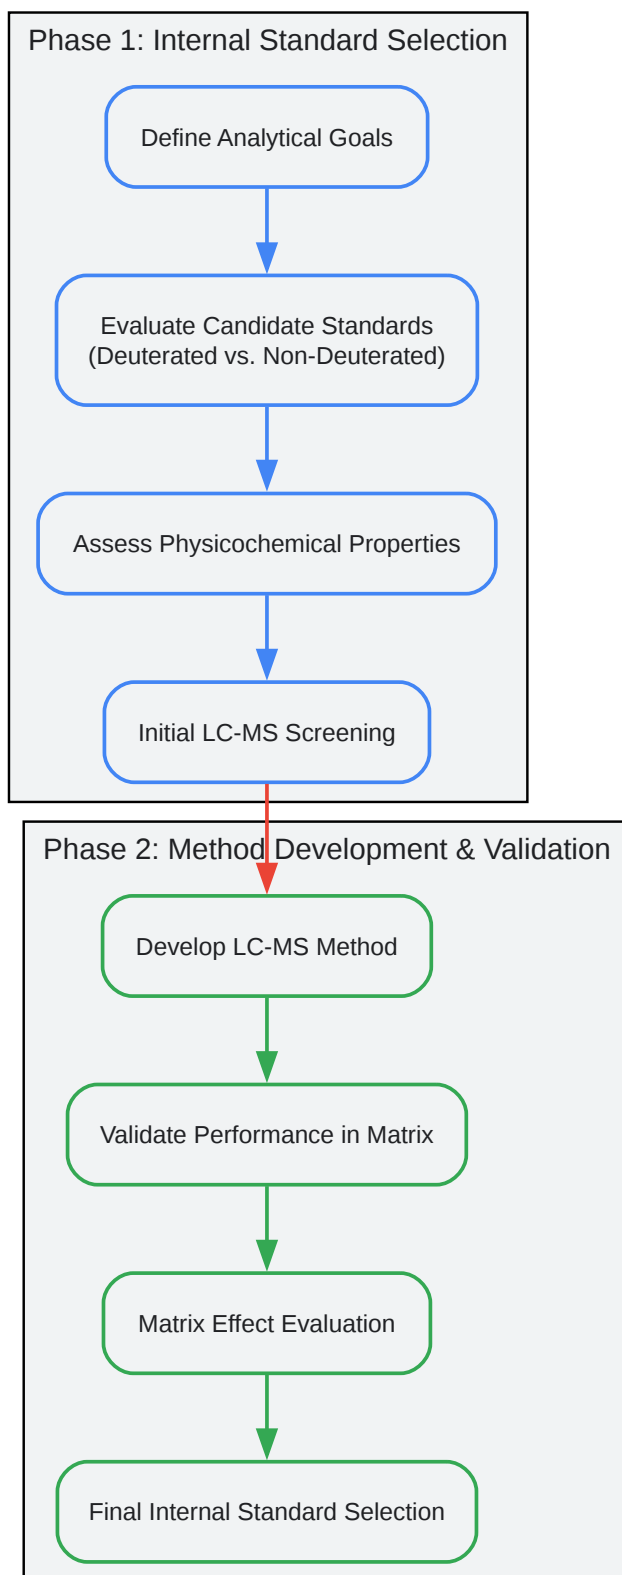 Phase 1: Internal Standard Selection
Define Analytical Goals
Evaluate Candidate Standards
(Deuterated vs. Non-Deuterated)
Assess Physicochemical Properties
Initial LC-MS Screening
Phase 2: Method Development & Validation
Develop LC-MS Method
Validate Performance in Matrix
Matrix Effect Evaluation
Final Internal Standard Selection